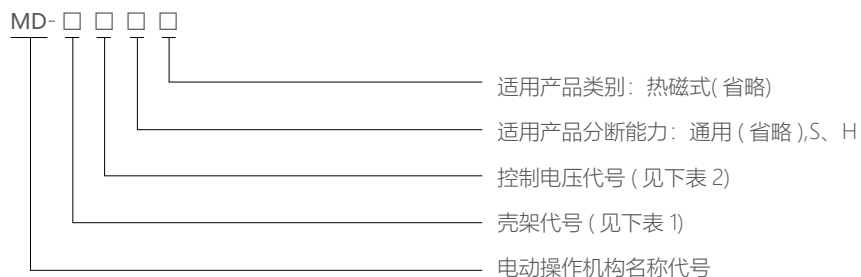 MD-□ □ □ □
适用产品类别：热磁式(省略)
适用产品分断能力：通用(省略),S、H
控制电压代号(见下表2)
壳架代号(见下表1)
电动操作机构名称代号